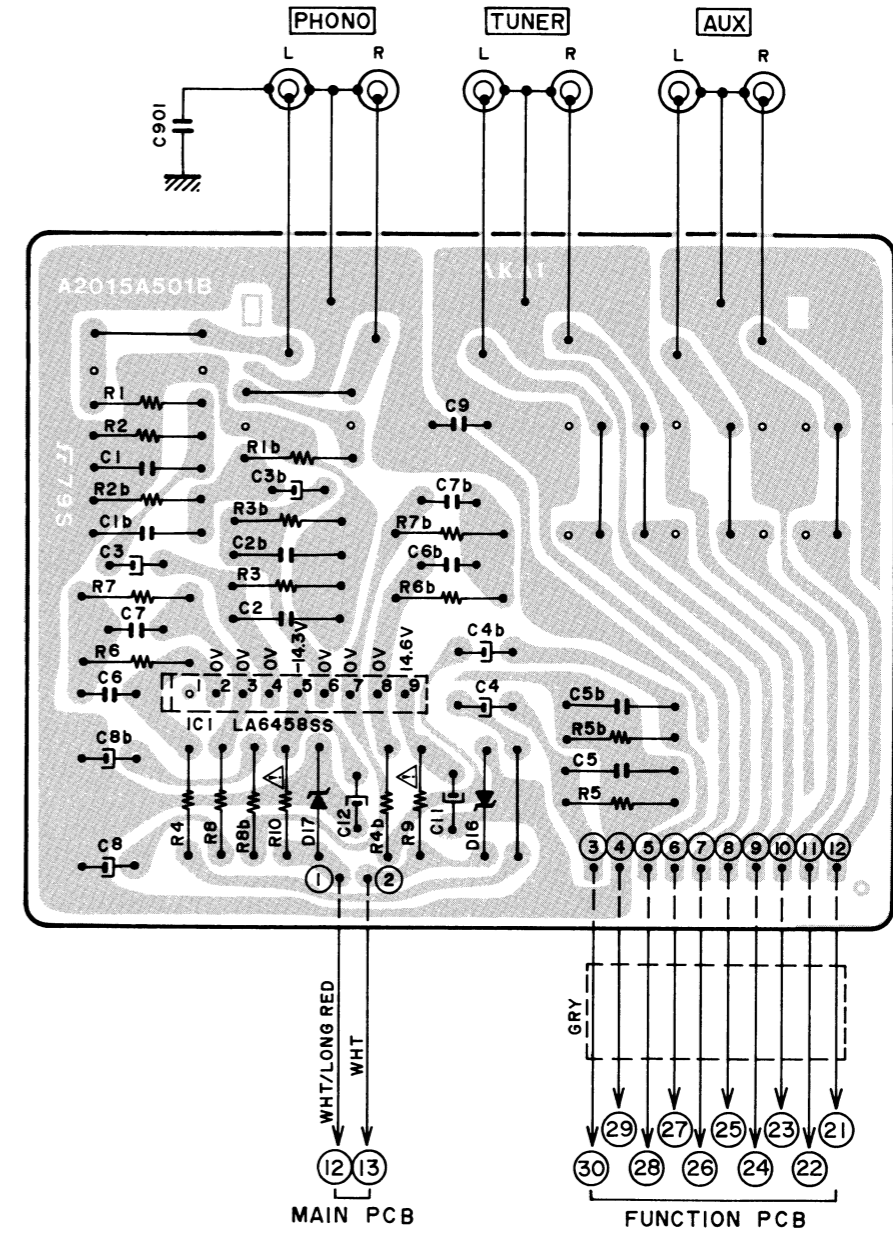 PHONO TUNER AUX
L R L R L R
C901
A2015A501B
AKAI
R1
R2
C1
R2b
C1b
C3
R7
C7
R6
C6
C8b
C8
R1b
C3b
R3b
C2b
R3
C2
C9
C7b
R7b
C6b
R6b
C4b
C4
0V 0V 0V -14.3V 0V 0V 0V 14.6V
1 2 3 4 5 6 7 8 9
IC1 LA6458SS
R4 R8 R8b R10 D17 C12 R4b R9 C11 D16
C5b
R5b
C5
R5
1 2
3 4 5 6 7 8 9 10 11 12
WHT/LONG RED
WHT
GRY
29 27 25 23 21
12 13
30 28 26 24 22
MAIN PCB
FUNCTION PCB